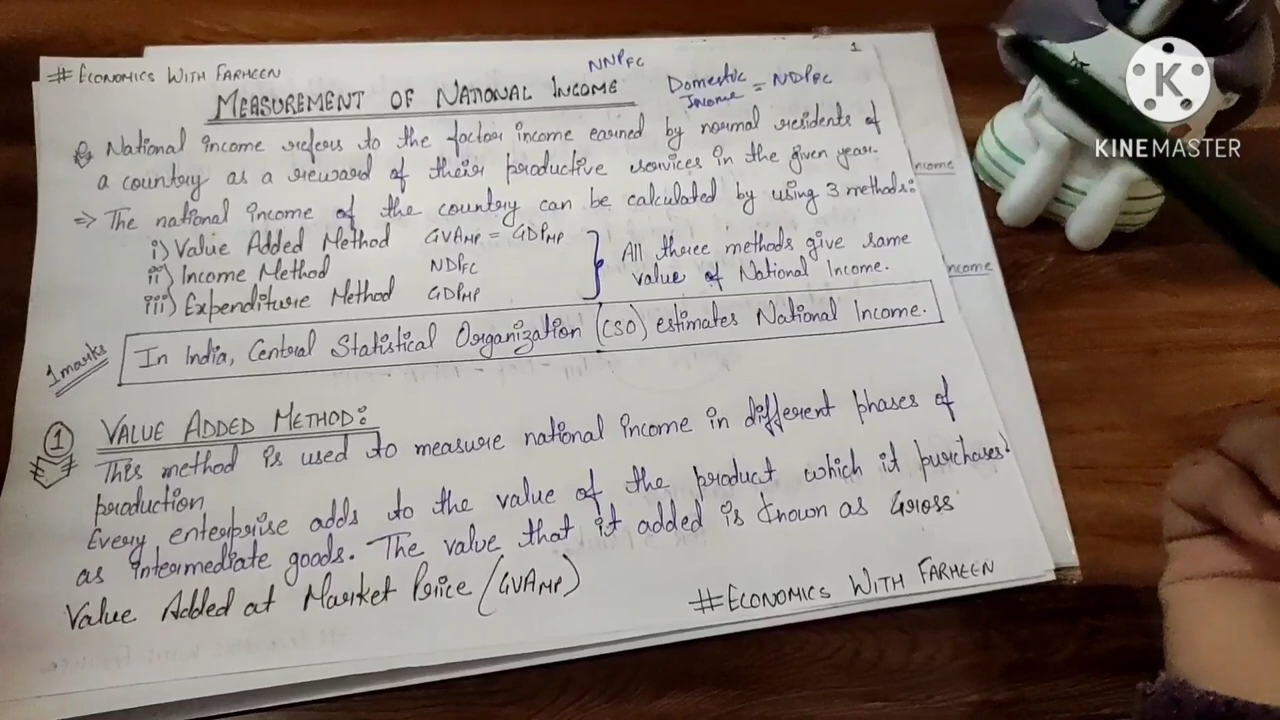 1
# ECONOMICS WITH FARHEEN
NNPFC
MEASUREMENT OF NATIONAL INCOME
Domestic Income = NDPFC
National income refers to the factor income earned by normal residents of
a country as a reward of their productive services in the given year.
⇒ The national income of the country can be calculated by using 3 methods:
i) Value Added Method GVAMP = GDPMP
ii) Income Method NDPFC
iii) Expenditure Method GDPMP
All three methods give same
value of National Income.
1marks
In India, Central Statistical Organization (CSO) estimates National Income.
1 VALUE ADDED METHOD:
This method is used to measure national income in different phases of
production
Every enterprise adds to the value of the product which it purchases
as intermediate goods. The value that it added is known as Gross
Value Added at Market Price (GVAMP)
#ECONOMICS WITH FARHEEN
ncome
ncome
K
KINEMASTER